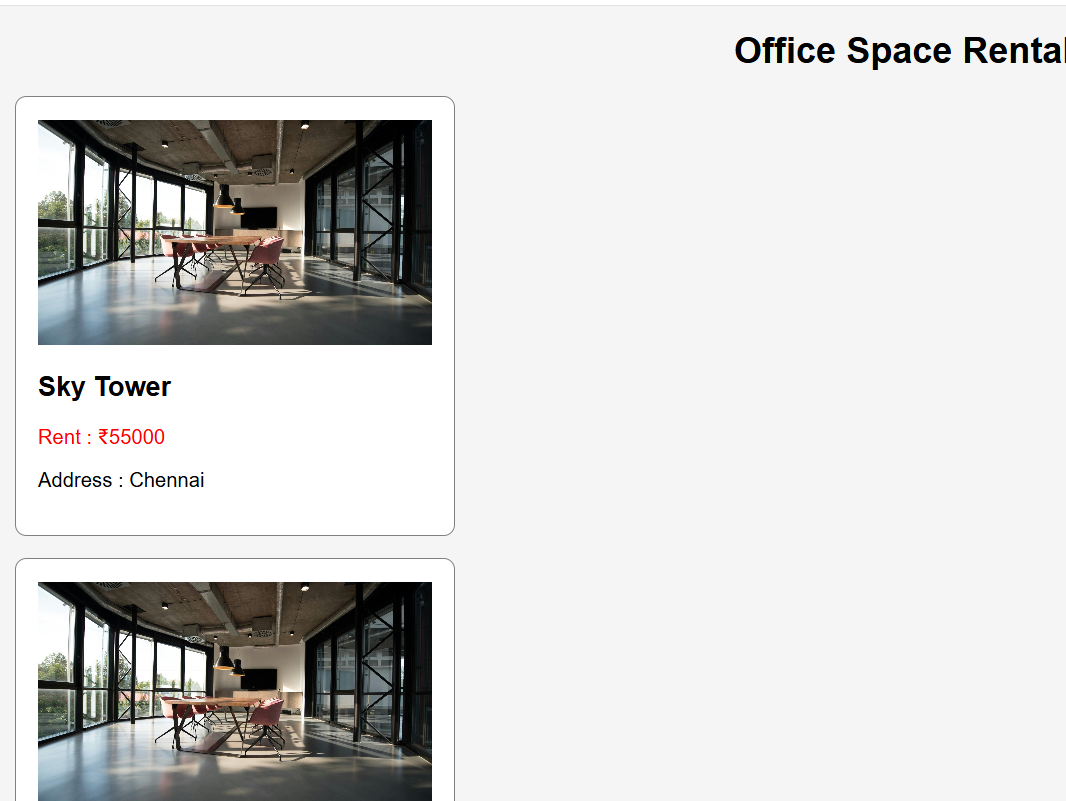 Office Space Rental
Sky Tower
Rent : ₹55000
Address : Chennai